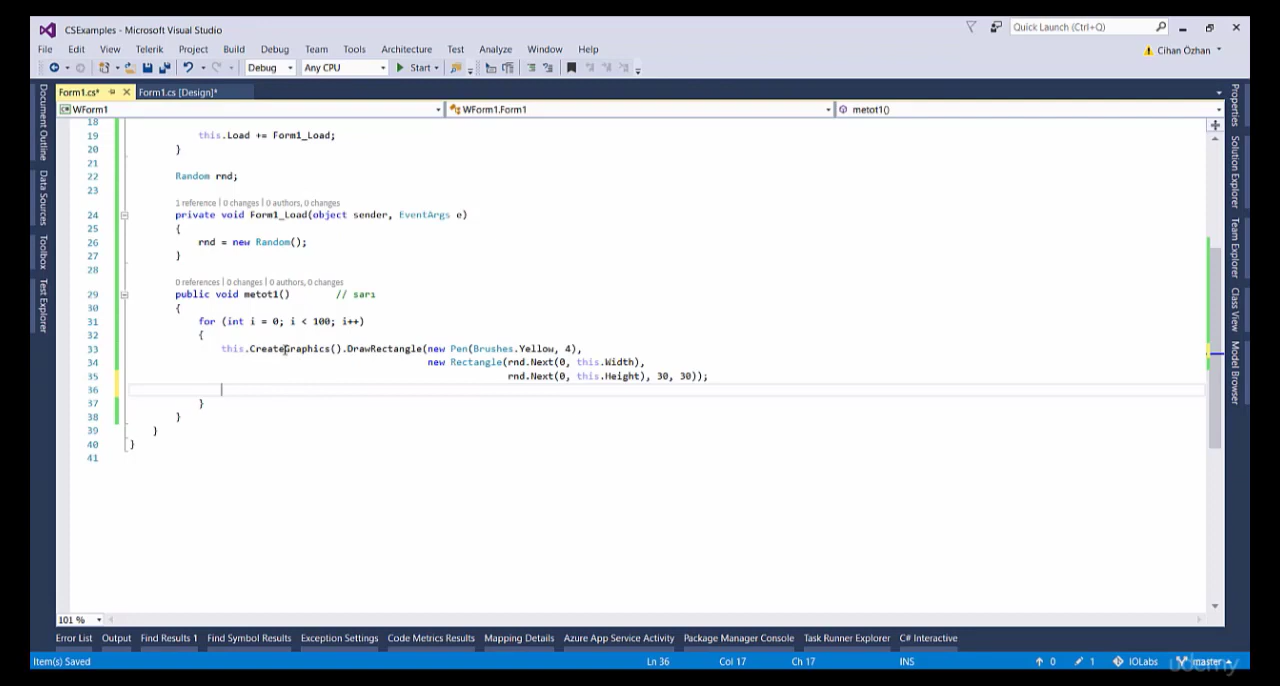 CSExamples - Microsoft Visual Studio
Quick Launch (Ctrl+Q)
File Edit View Telerik Project Build Debug Team Tools Architecture Test Analyze Window Help
Cihan Özhan
Debug Any CPU Start
Form1.cs* Form1.cs [Design]*
WForm1 WForm1.Form1 metot1()
Document Outline
Data Sources
Toolbox
Test Explorer
18
19 this.Load += Form1_Load;
20 }
21
22 Random rnd;
23
1 reference | 0 changes | 0 authors, 0 changes
24 private void Form1_Load(object sender, EventArgs e)
25 {
26 rnd = new Random();
27 }
28
0 references | 0 changes | 0 authors, 0 changes
29 public void metot1() // sarı
30 {
31 for (int i = 0; i < 100; i++)
32 {
33 this.CreateGraphics().DrawRectangle(new Pen(Brushes.Yellow, 4),
34 new Rectangle(rnd.Next(0, this.Width),
35 rnd.Next(0, this.Height), 30, 30));
36
37 }
38 }
39 }
40 }
41
Properties
Solution Explorer
Team Explorer
Class View
Model Browser
101 %
Error List Output Find Results 1 Find Symbol Results Exception Settings Code Metrics Results Mapping Details Azure App Service Activity Package Manager Console Task Runner Explorer C# Interactive
Item(s) Saved Ln 36 Col 17 Ch 17 INS 0 1 IOLabs master
udemy